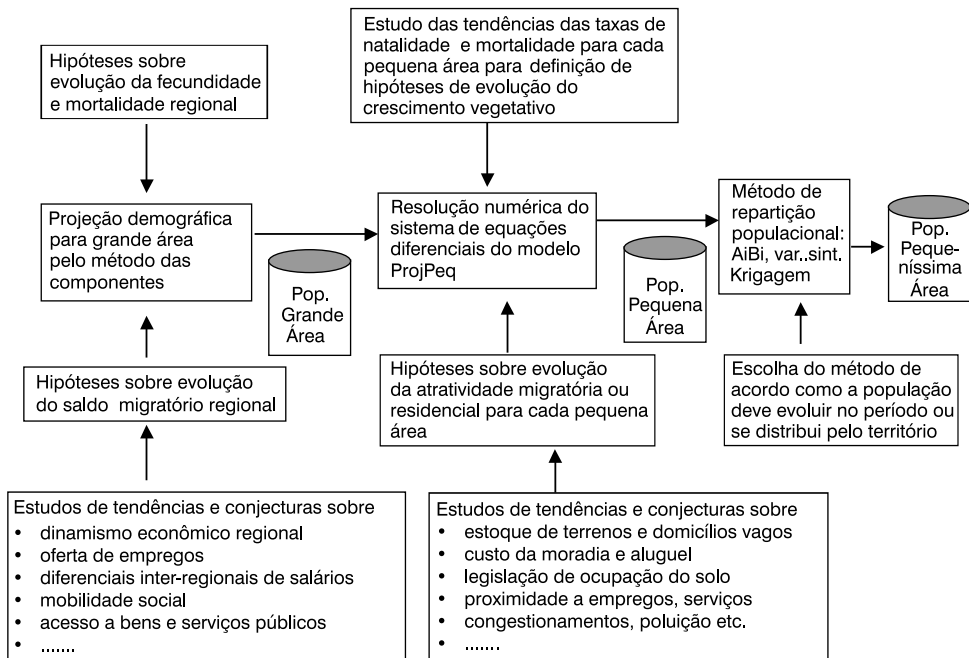 Hipóteses sobre
evolução da fecundidade
e mortalidade regional
Estudo das tendências das taxas de
natalidade e mortalidade para cada
pequena área para definição de
hipóteses de evolução do
crescimento vegetativo
Projeção demográfica
para grande área
pelo método das
componentes
Pop.
Grande
Área
Resolução numérica do
sistema de equações
diferenciais do modelo
ProjPeq
Pop.
Pequena
Área
Método de
repartição
populacional:
AiBi, var..sint.
Krigagem
Pop.
Peque-
níssima
Área
Hipóteses sobre evolução
do saldo migratório regional
Hipóteses sobre evolução
da atratividade migratória ou
residencial para cada pequena
área
Escolha do método de
acordo como a população
deve evoluir no período ou
se distribui pelo território
Estudos de tendências e conjecturas sobre
• dinamismo econômico regional
• oferta de empregos
• diferenciais inter-regionais de salários
• mobilidade social
• acesso a bens e serviços públicos
• .......
Estudos de tendências e conjecturas sobre
• estoque de terrenos e domicílios vagos
• custo da moradia e aluguel
• legislação de ocupação do solo
• proximidade a empregos, serviços
• congestionamentos, poluição etc.
• .......